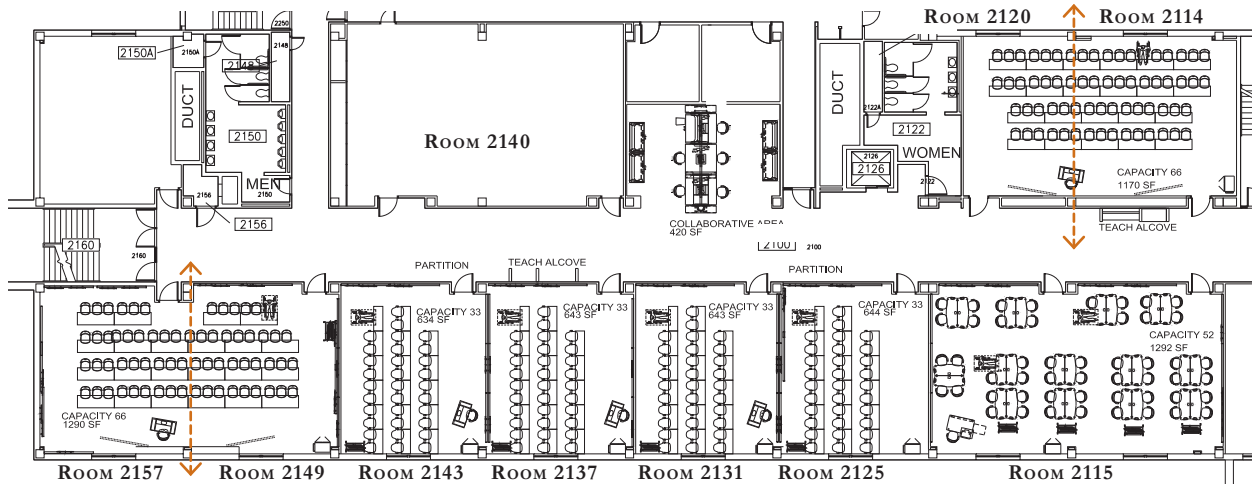 ROOM 2120
ROOM 2114
2250
2150A
2150A
2148
2148
DUCT
2150
MEN
2150
2156
2156
2160
2160
ROOM 2140
COLLABORATIVE AREA
420 SF
2100
2100
DUCT
2122A
2122
WOMEN
2126
2126
2122
CAPACITY 66
1170 SF
TEACH ALCOVE
PARTITION
TEACH ALCOVE
PARTITION
CAPACITY 66
1290 SF
CAPACITY 33
634 SF
CAPACITY 33
643 SF
CAPACITY 33
643 SF
CAPACITY 33
644 SF
CAPACITY 52
1292 SF
ROOM 2157
ROOM 2149
ROOM 2143
ROOM 2137
ROOM 2131
ROOM 2125
ROOM 2115